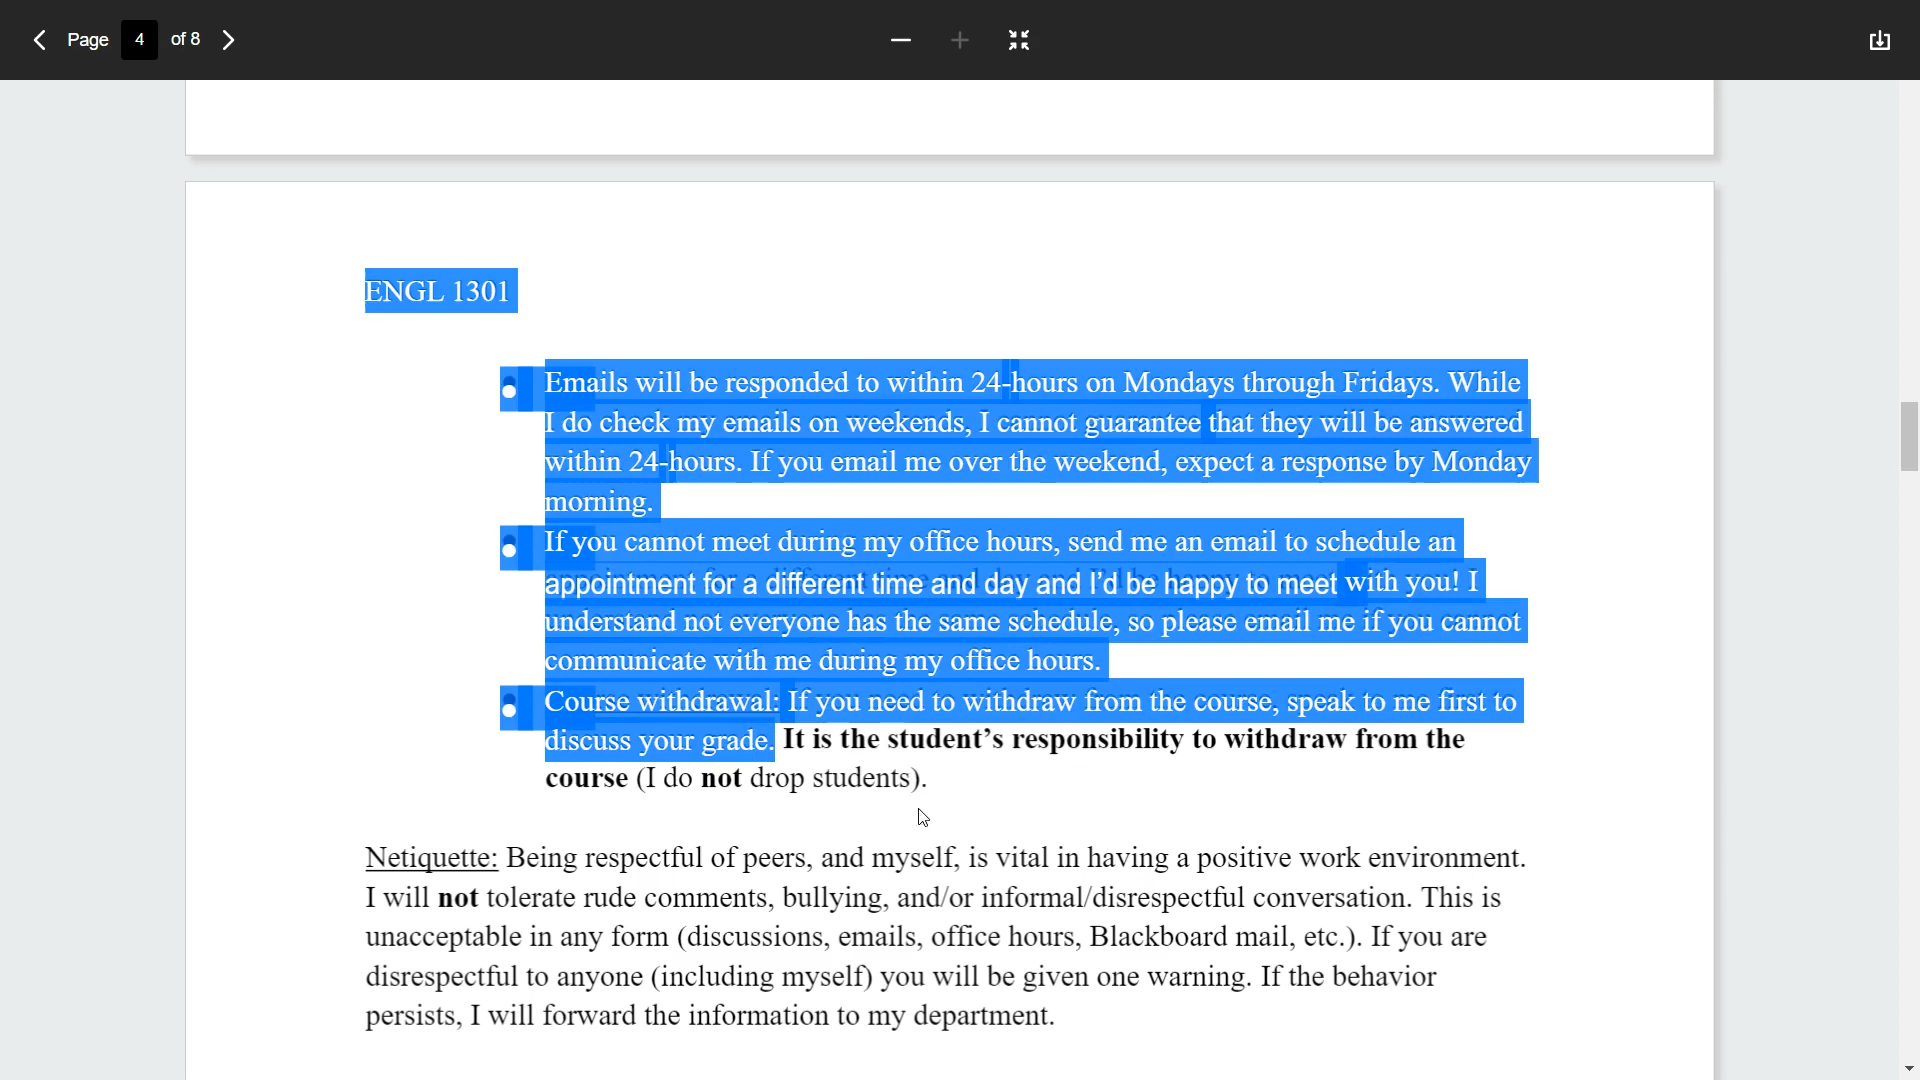 Page 4 of 8
ENGL 1301
• Emails will be responded to within 24-hours on Mondays through Fridays. While
I do check my emails on weekends, I cannot guarantee that they will be answered
within 24-hours. If you email me over the weekend, expect a response by Monday
morning.
• If you cannot meet during my office hours, send me an email to schedule an
appointment for a different time and day and I’d be happy to meet with you! I
understand not everyone has the same schedule, so please email me if you cannot
communicate with me during my office hours.
• Course withdrawal: If you need to withdraw from the course, speak to me first to
discuss your grade. It is the student’s responsibility to withdraw from the
course (I do not drop students).
Netiquette: Being respectful of peers, and myself, is vital in having a positive work environment.
I will not tolerate rude comments, bullying, and/or informal/disrespectful conversation. This is
unacceptable in any form (discussions, emails, office hours, Blackboard mail, etc.). If you are
disrespectful to anyone (including myself) you will be given one warning. If the behavior
persists, I will forward the information to my department.